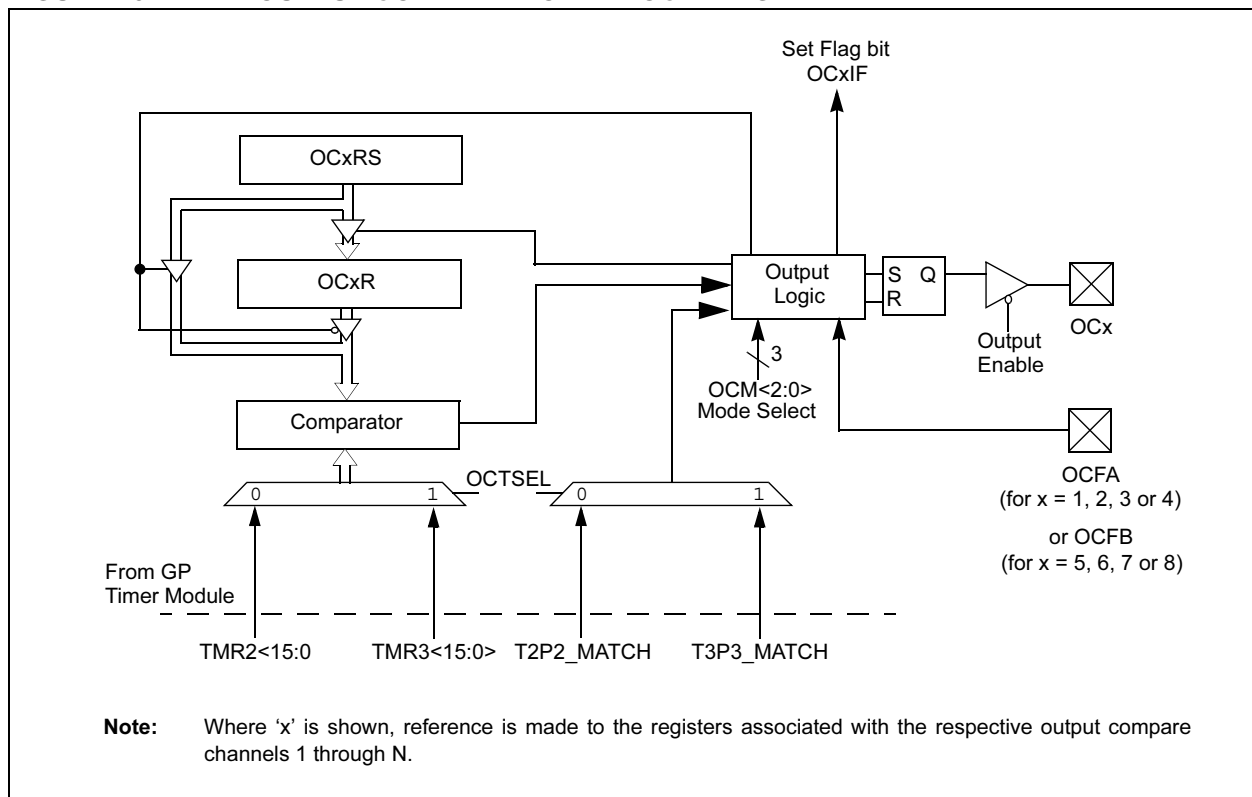 Set Flag bit
OCxIF
OCxRS
OCxR
Output
Logic
S Q
R
OCx
Output
Enable
3
OCM<2:0>
Mode Select
Comparator
OCTSEL
0 1
0 1
OCFA
(for x = 1, 2, 3 or 4)
or OCFB
(for x = 5, 6, 7 or 8)
From GP
Timer Module
TMR2<15:0
TMR3<15:0>
T2P2_MATCH
T3P3_MATCH
Note: Where ‘x’ is shown, reference is made to the registers associated with the respective output compare
channels 1 through N.